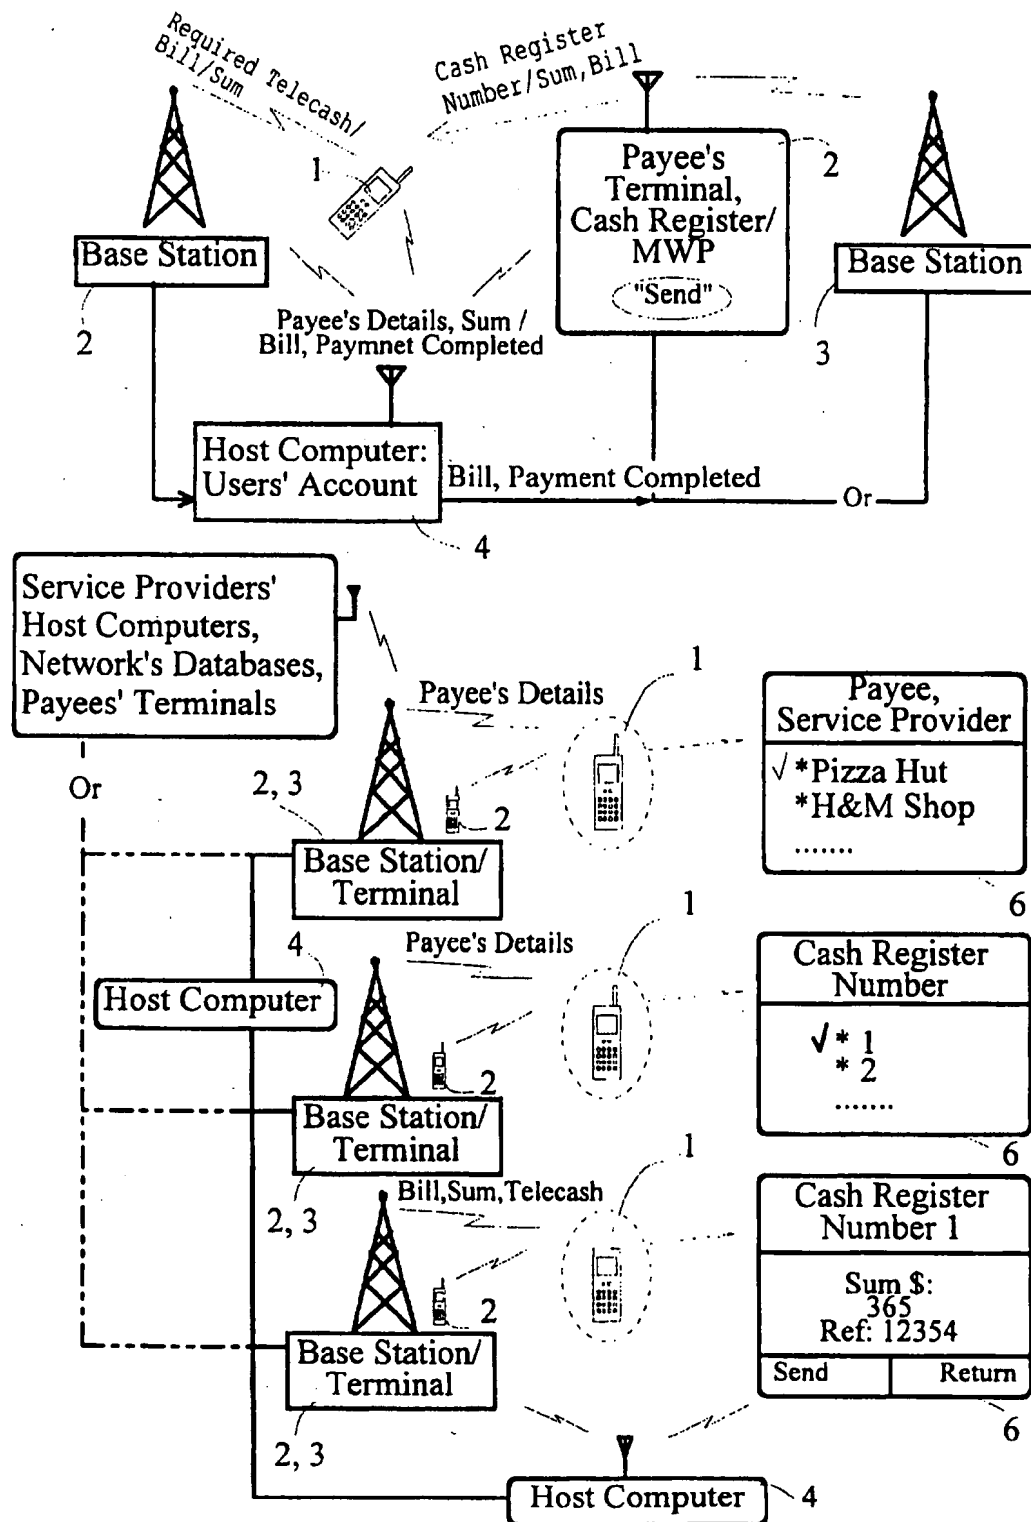 Required Telecash/
Bill/Sum
Cash Register
Number/Sum,Bill
1
Base Station
2
Payee's
Terminal,
Cash Register/
MWP
"Send"
2
Base Station
3
Payee's Details, Sum /
Bill, Paymnet Completed
Host Computer:
Users' Account
4
Bill, Payment Completed
Or
Service Providers'
Host Computers,
Network's Databases,
Payees' Terminals
Or
Payee's Details
1
2, 3
2
Base Station/
Terminal
Payee,
Service Provider
√ *Pizza Hut
*H&M Shop
.......
6
4
Host Computer
Payee's Details
1
2
Base Station/
Terminal
2, 3
Cash Register
Number
√ * 1
* 2
.......
6
Bill,Sum,Telecash
1
2
Base Station/
Terminal
2, 3
Cash Register
Number 1
Sum $:
365
Ref: 12354
Send Return
6
Host Computer
4